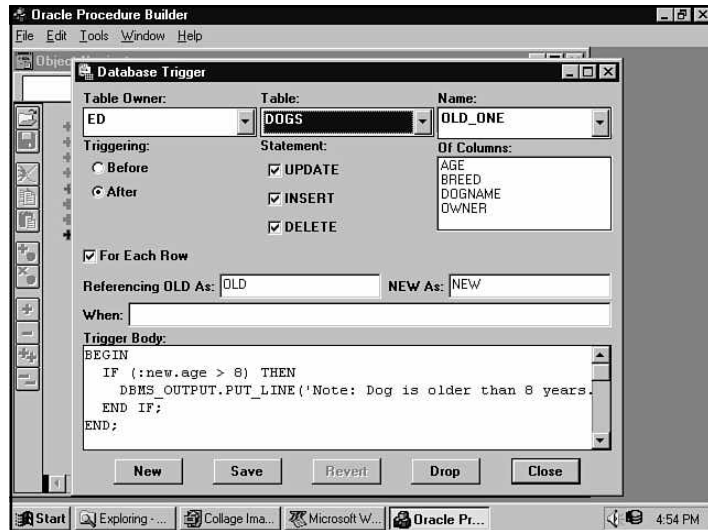 Oracle Procedure Builder
File Edit Tools Window Help
Object
Database Trigger
Table Owner: Table: Name:
ED DOGS OLD_ONE
Triggering: Statement: Of Columns:
Before UPDATE AGE
BREED
After INSERT DOGNAME
OWNER
DELETE
For Each Row
Referencing OLD As: OLD NEW As: NEW
When:
Trigger Body:
BEGIN
IF (:new.age > 8) THEN
DBMS_OUTPUT.PUT_LINE('Note: Dog is older than 8 years.
END IF;
END;
New Save Revert Drop Close
Start Exploring - ... Collage Ima... Microsoft W... Oracle Pr... 4:54 PM